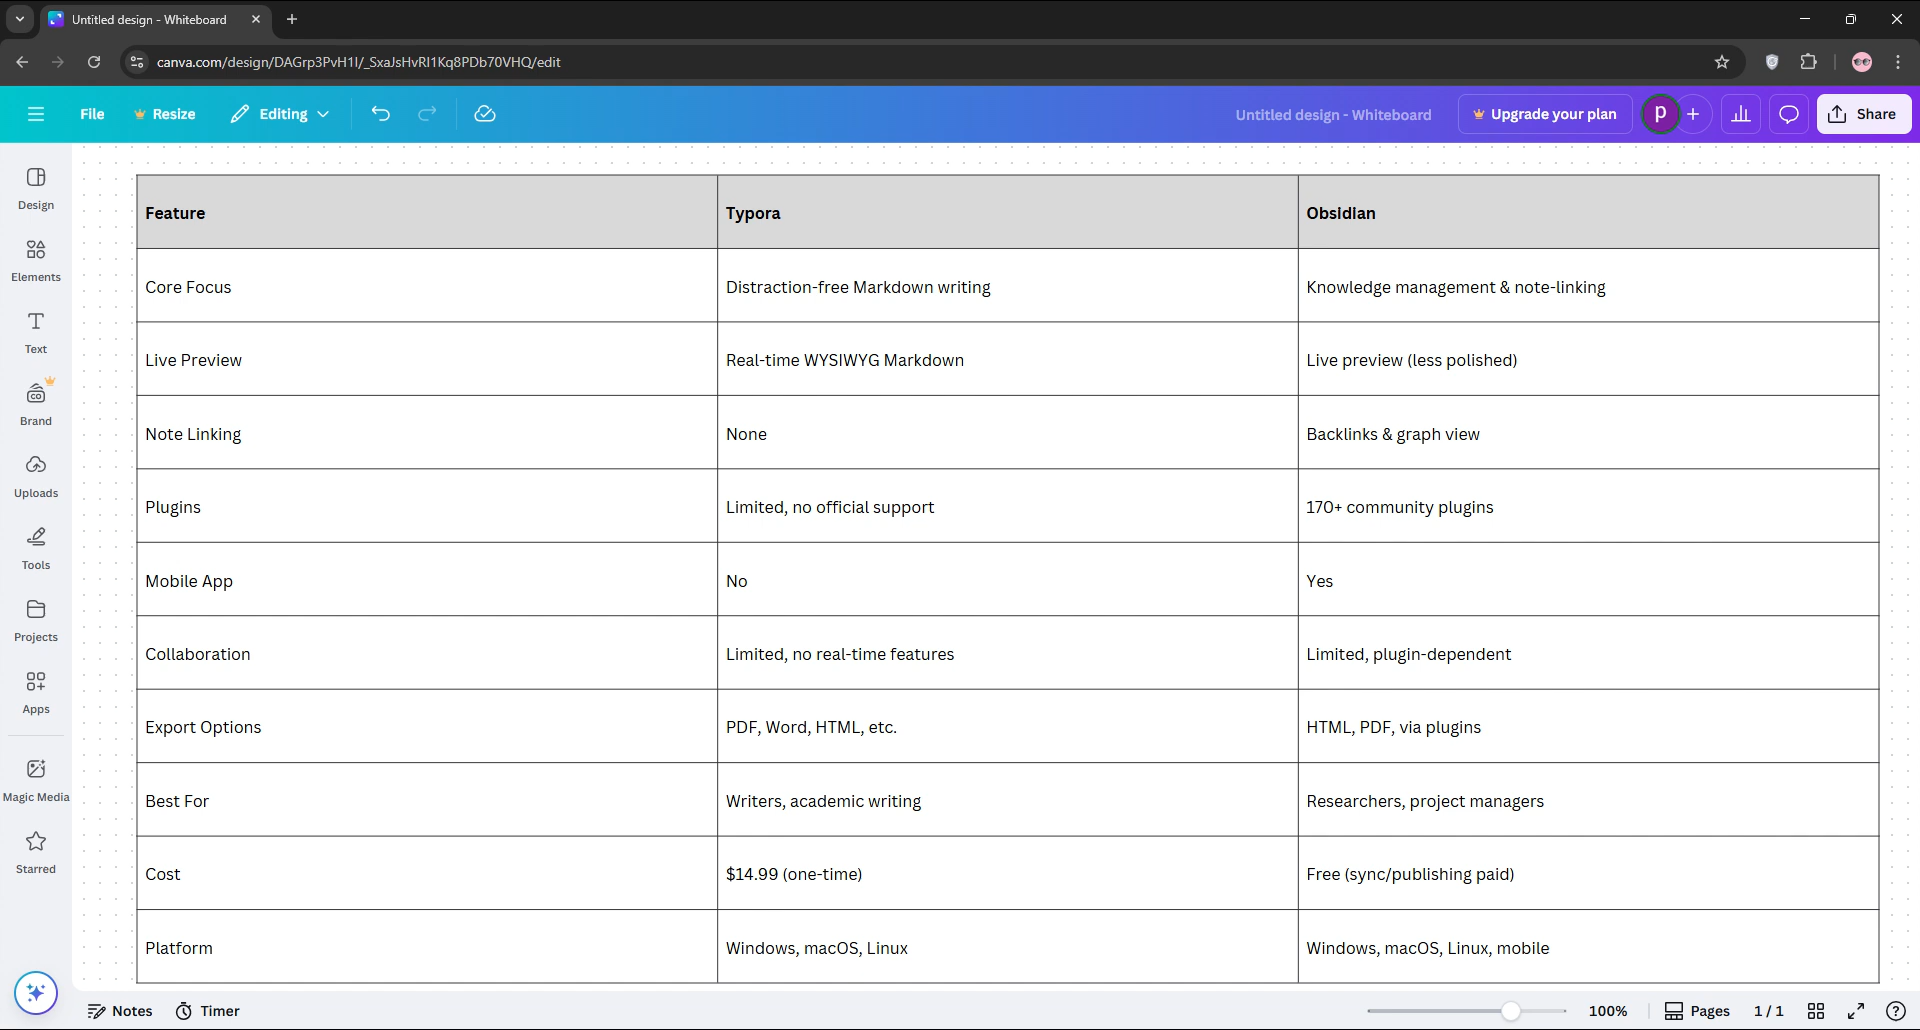 Untitled design - Whiteboard
canva.com/design/DAGrp3PvH1I/_SxaJsHvRI1Kq8PDb70VHQ/edit
File Resize Editing Untitled design - Whiteboard Upgrade your plan p Share
Design
Elements
Text
Brand
Uploads
Tools
Projects
Apps
Magic Media
Starred
Feature Typora Obsidian
Core Focus Distraction-free Markdown writing Knowledge management & note-linking
Live Preview Real-time WYSIWYG Markdown Live preview (less polished)
Note Linking None Backlinks & graph view
Plugins Limited, no official support 170+ community plugins
Mobile App No Yes
Collaboration Limited, no real-time features Limited, plugin-dependent
Export Options PDF, Word, HTML, etc. HTML, PDF, via plugins
Best For Writers, academic writing Researchers, project managers
Cost $14.99 (one-time) Free (sync/publishing paid)
Platform Windows, macOS, Linux Windows, macOS, Linux, mobile
Notes Timer 100% Pages 1 / 1